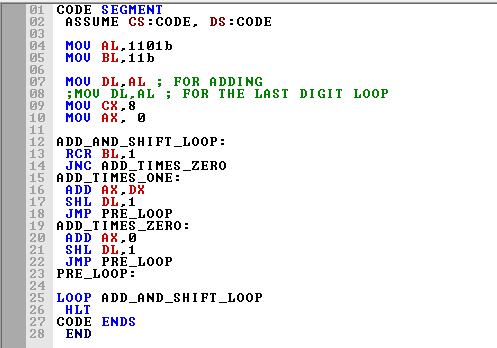 01 CODE SEGMENT
02  ASSUME CS:CODE, DS:CODE
03
04  MOV AL,1101b
05  MOV BL,11b
06
07  MOV DL,AL ; FOR ADDING
08  ;MOV DL,AL ; FOR THE LAST DIGIT LOOP
09  MOV CX,8
10  MOV AX, 0
11
12 ADD_AND_SHIFT_LOOP:
13  RCR BL,1
14  JNC ADD_TIMES_ZERO
15 ADD_TIMES_ONE:
16  ADD AX,DX
17  SHL DL,1
18  JMP PRE_LOOP
19 ADD_TIMES_ZERO:
20  ADD AX,0
21  SHL DL,1
22  JMP PRE_LOOP
23 PRE_LOOP:
24
25 LOOP ADD_AND_SHIFT_LOOP
26  HLT
27 CODE ENDS
28  END